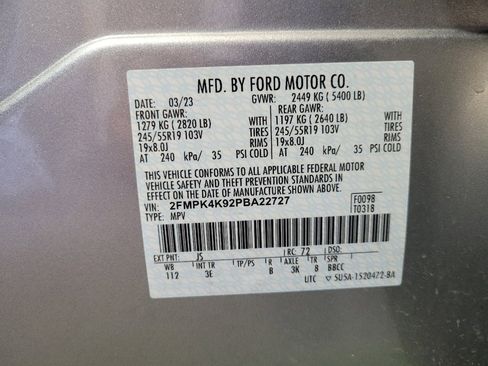 MFD. BY FORD MOTOR CO.
DATE: 03/23 GVWR: 2449 KG ( 5400 LB)
FRONT GAWR: REAR GAWR:
1279 KG ( 2820 LB) 1197 KG ( 2640 LB)
245/55R19 103V TIRES 245/55R19 103V TIRES
19x8.0J RIMS 19x8.0J RIMS
AT 240 kPa/ 35 PSI COLD AT 240 kPa/ 35 PSI COLD
THIS VEHICLE CONFORMS TO ALL APPLICABLE FEDERAL MOTOR
VEHICLE SAFETY AND THEFT PREVENTION STANDARDS IN
EFFECT ON THE DATE OF MANUFACTURE SHOWN ABOVE.
VIN: 2FMPK4K92PBA22727 F0098
TYPE: MPV T0318
EXT PNT: JS RC: 72 DSO:
WB INT TR TP/PS R AXLE TR SPR
112 3E B 3K 8 BBCC
UTC ▽ 5U5A-1520472-BA